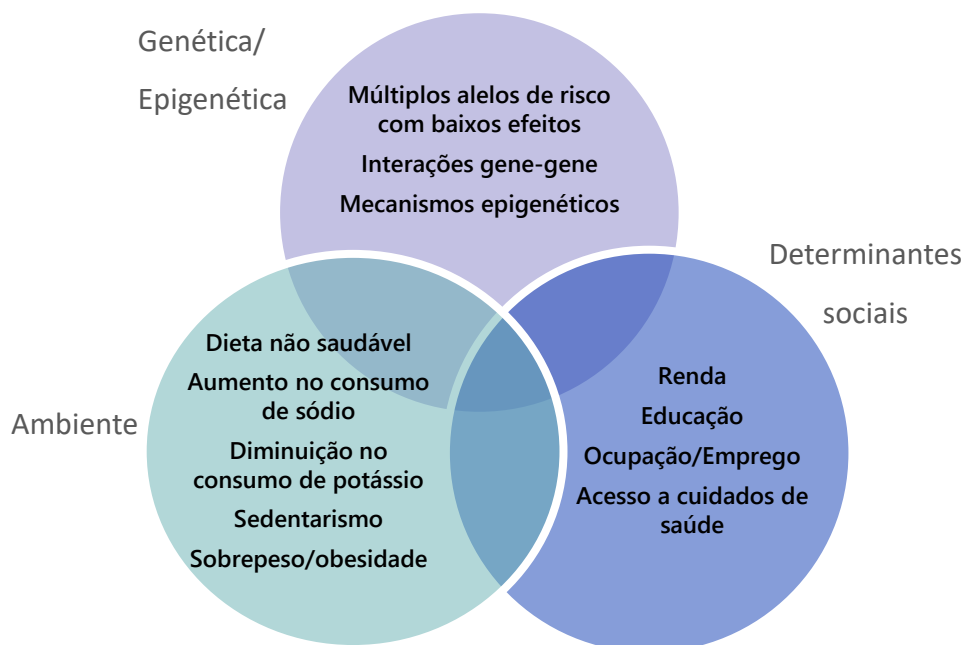 Genética/
Epigenética
Múltiplos alelos de risco
com baixos efeitos
Interações gene-gene
Mecanismos epigenéticos
Determinantes
sociais
Ambiente
Dieta não saudável
Aumento no consumo
de sódio
Diminuição no
consumo de potássio
Sedentarismo
Sobrepeso/obesidade
Renda
Educação
Ocupação/Emprego
Acesso a cuidados de
saúde